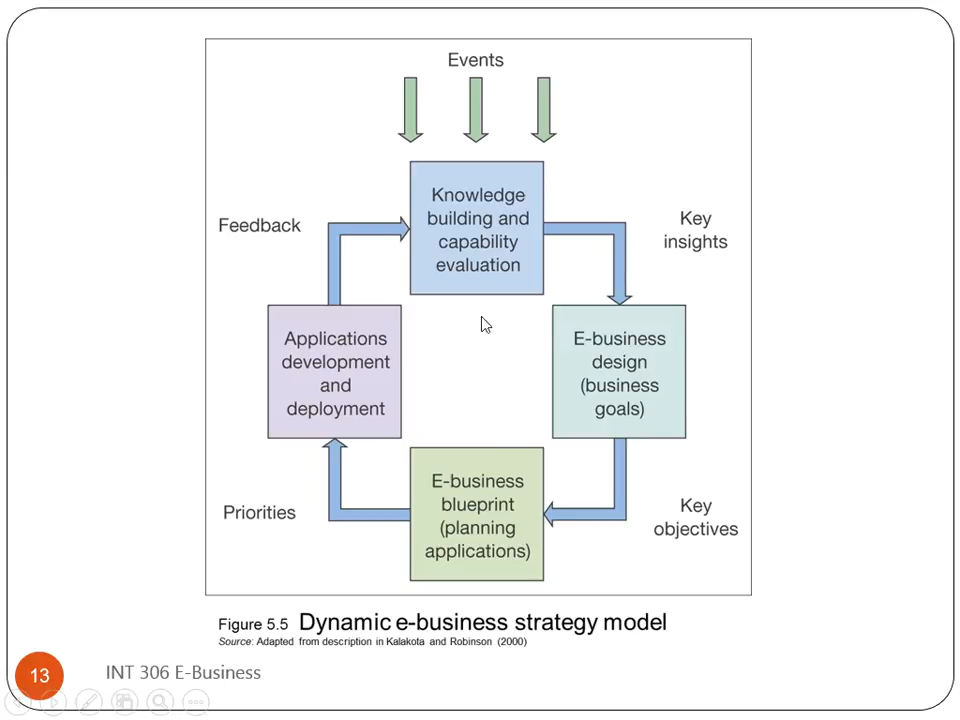 Events
Knowledge
building and
capability
evaluation
Feedback
Key
insights
Applications
development
and
deployment
E-business
design
(business
goals)
E-business
blueprint
(planning
applications)
Priorities
Key
objectives
Figure 5.5 Dynamic e-business strategy model
Source: Adapted from description in Kalakota and Robinson (2000)
13
INT 306 E-Business